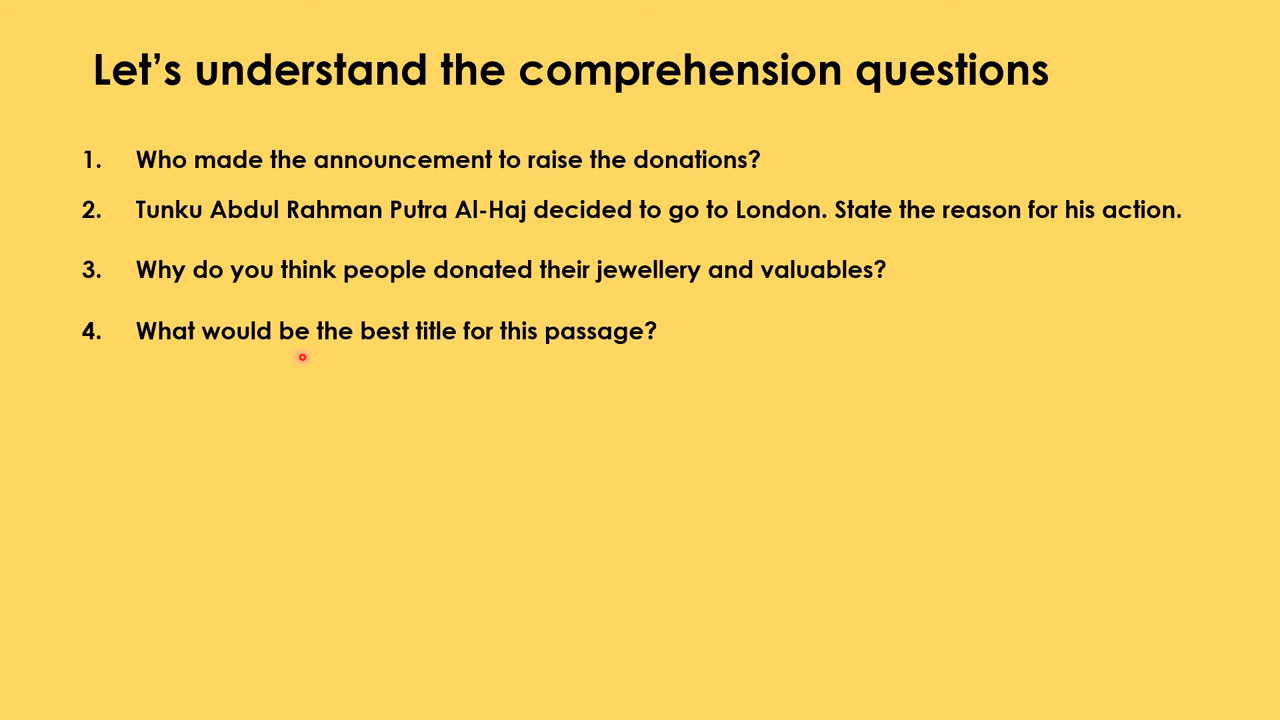 Let’s understand the comprehension questions
1. Who made the announcement to raise the donations?
2. Tunku Abdul Rahman Putra Al-Haj decided to go to London. State the reason for his action.
3. Why do you think people donated their jewellery and valuables?
4. What would be the best title for this passage?